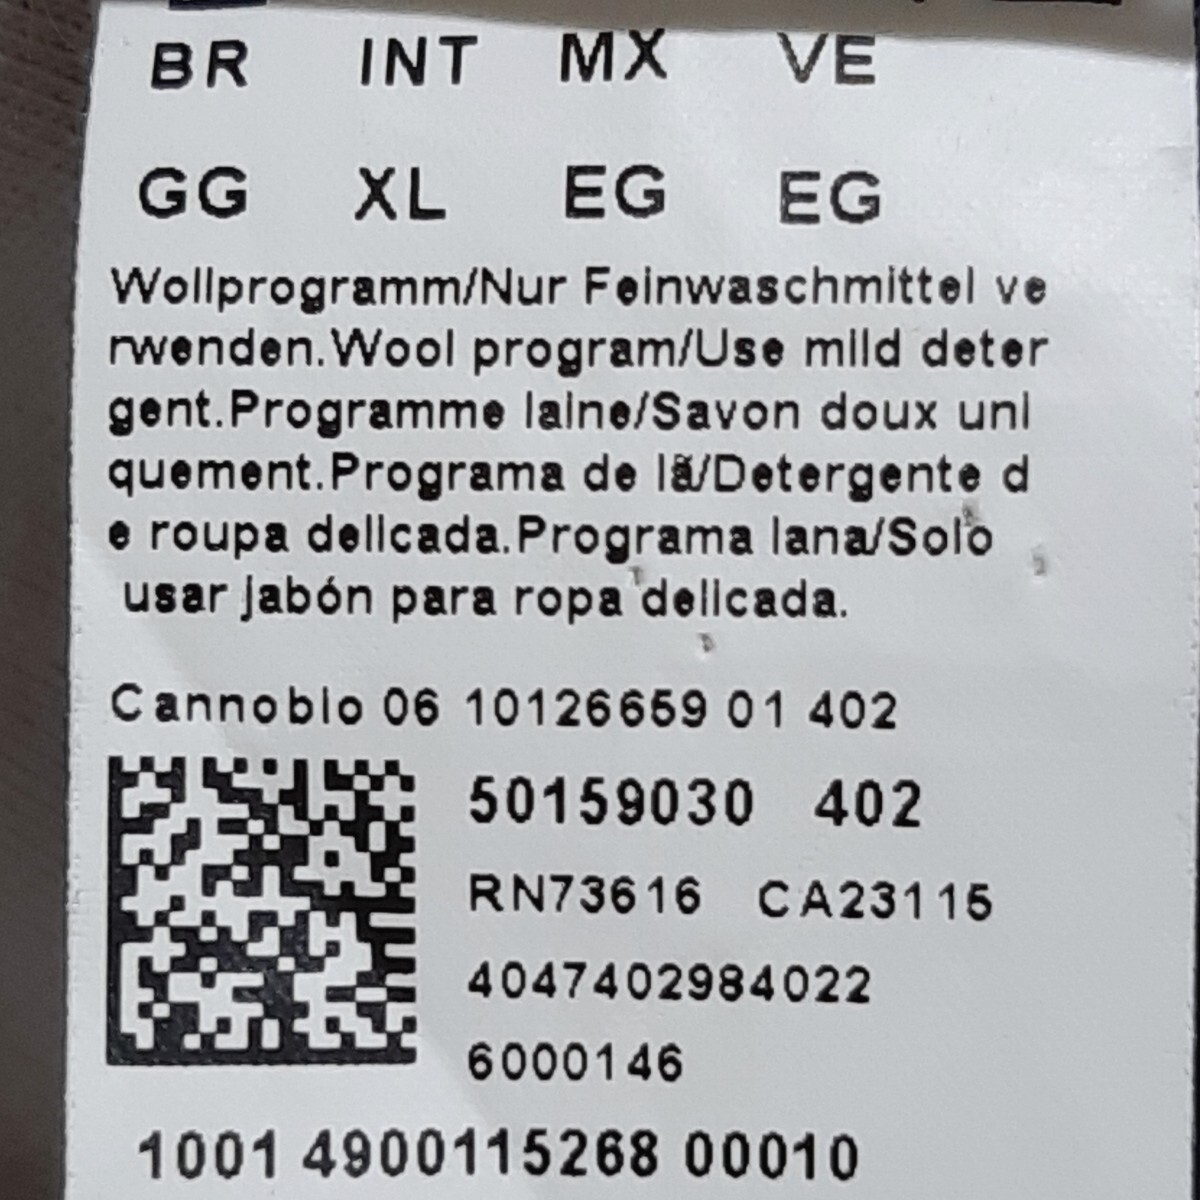 BR INT MX VE
GG XL EG EG
Wollprogramm/Nur Feinwaschmittel ve
rwenden.Wool program/Use mild deter
gent.Programme laine/Savon doux uni
quement.Programa de lã/Detergente d
e roupa delicada.Programa lana/Solo
usar jabón para ropa delicada.
Cannobio 06 10126659 01 402
50159030 402
RN73616 CA23115
4047402984022
6000146
1001 4900115268 00010